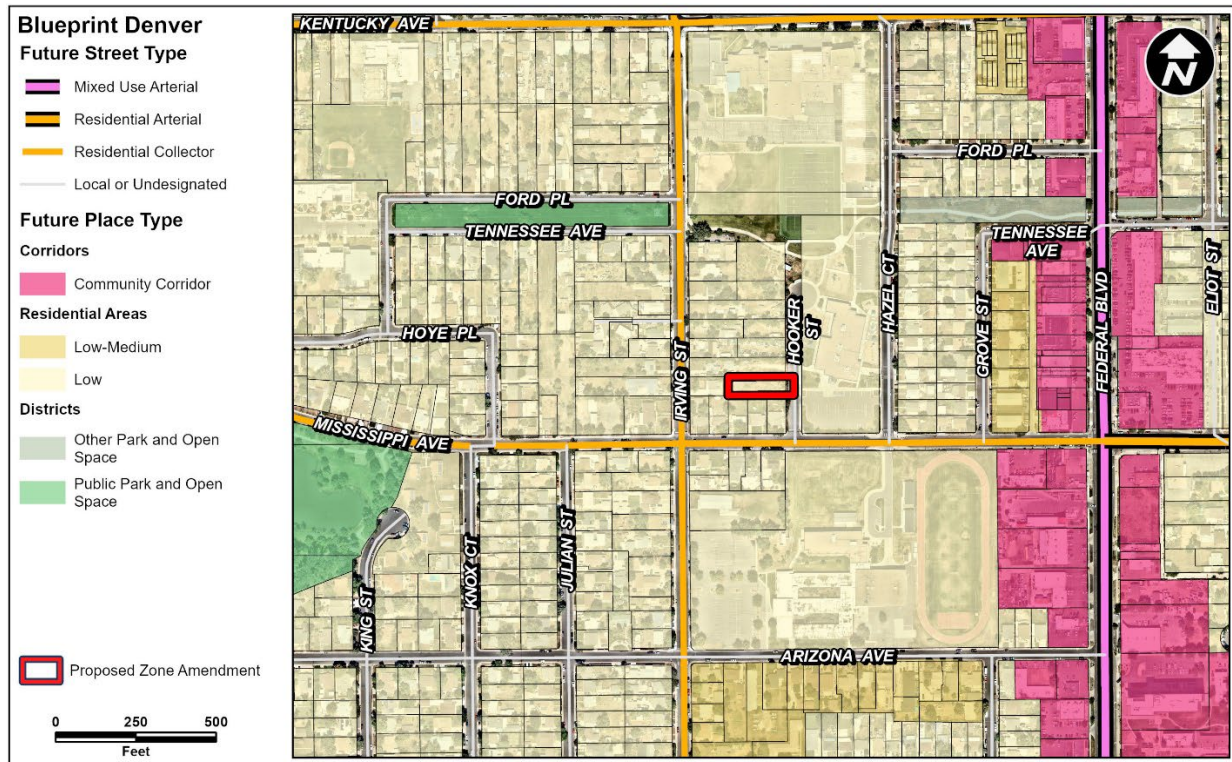 Blueprint Denver
Future Street Type
Mixed Use Arterial
Residential Arterial
Residential Collector
Local or Undesignated
Future Place Type
Corridors
Community Corridor
Residential Areas
Low-Medium
Low
Districts
Other Park and Open
Space
Public Park and Open
Space
Proposed Zone Amendment
0 250 500
Feet
KENTUCKY AVE
N
FORD PL
FORD PL
TENNESSEE AVE
TENNESSEE
AVE
HOYE PL
IRVING ST
HOOKER
ST
HAZEL CT
GROVE ST
FEDERAL BLVD
ELIOT ST
MISSISSIPPI AVE
KING ST
KNOX CT
JULIAN ST
ARIZONA AVE